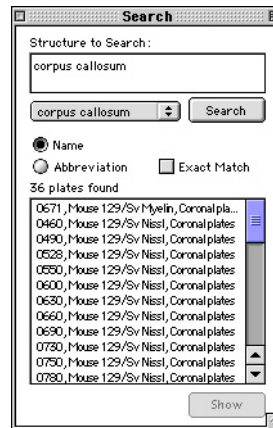 Search
Structure to Search:
corpus callosum
corpus callosum
Search
Name
Abbreviation
Exact Match
36 plates found
0671, Mouse 129/Sv Myelin, Coronal pla...
0460, Mouse 129/Sv Nissl, Coronal plates
0490, Mouse 129/Sv Nissl, Coronal plates
0528, Mouse 129/Sv Nissl, Coronal plates
0550, Mouse 129/Sv Nissl, Coronal plates
0600, Mouse 129/Sv Nissl, Coronal plates
0630, Mouse 129/Sv Nissl, Coronal plates
0660, Mouse 129/Sv Nissl, Coronal plates
0690, Mouse 129/Sv Nissl, Coronal plates
0730, Mouse 129/Sv Nissl, Coronal plates
0750, Mouse 129/Sv Nissl, Coronal plates
0780, Mouse 129/Sv Nissl, Coronal plates
Show